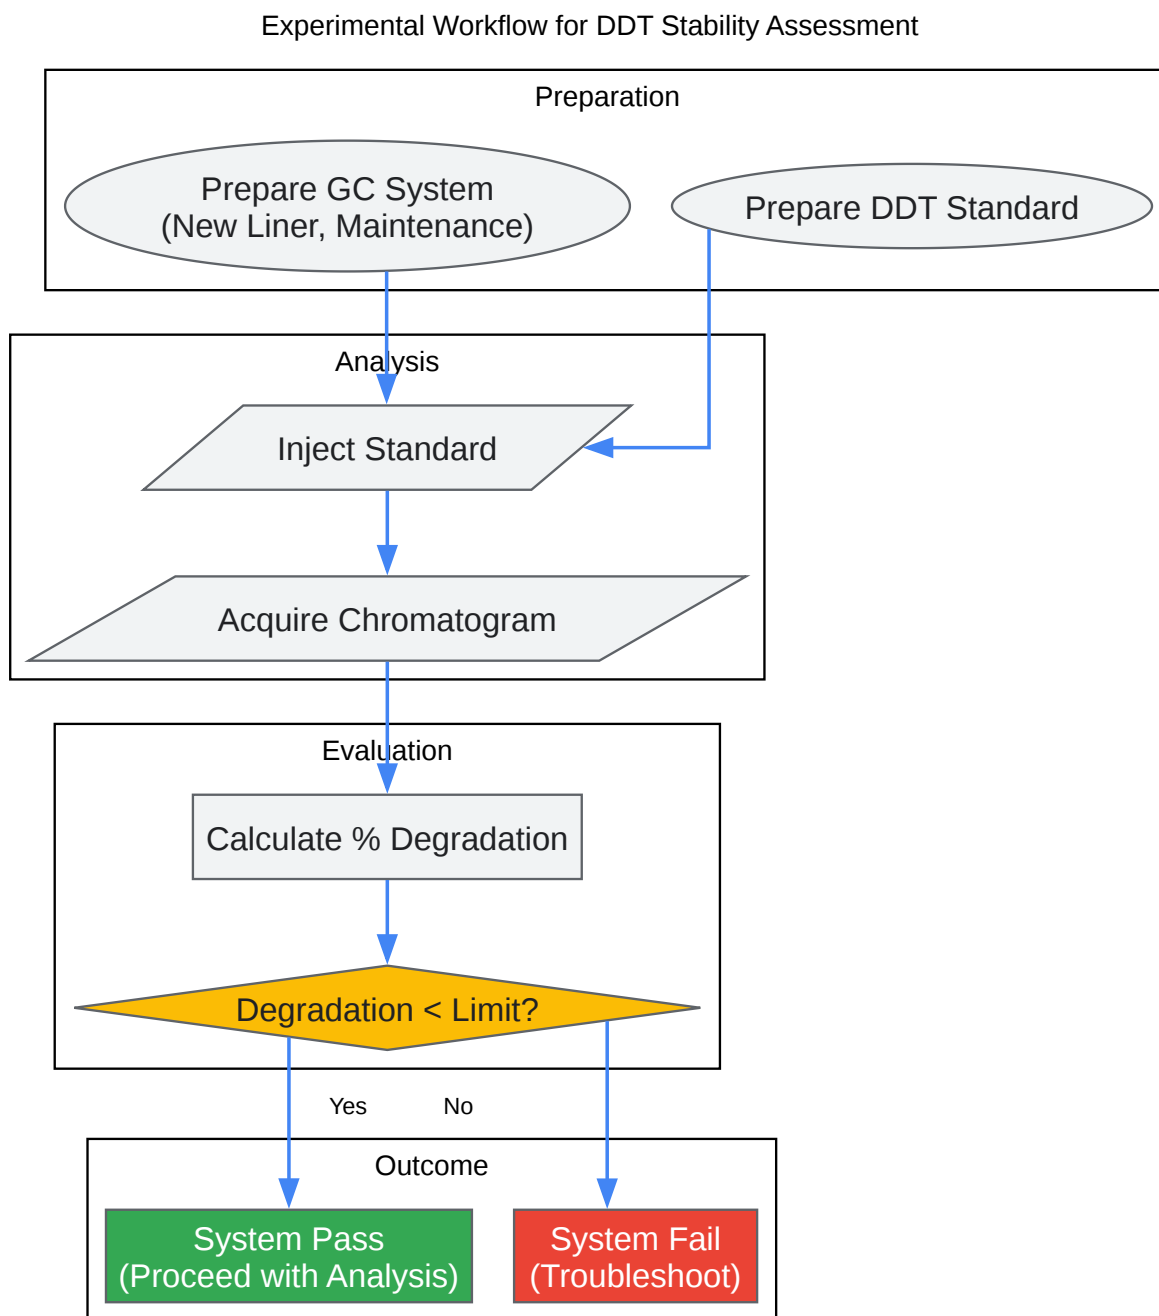 Experimental Workflow for DDT Stability Assessment
Preparation
Prepare GC System
(New Liner, Maintenance)
Prepare DDT Standard
Analysis
Inject Standard
Acquire Chromatogram
Evaluation
Calculate % Degradation
Degradation < Limit?
Yes
No
Outcome
System Pass
(Proceed with Analysis)
System Fail
(Troubleshoot)